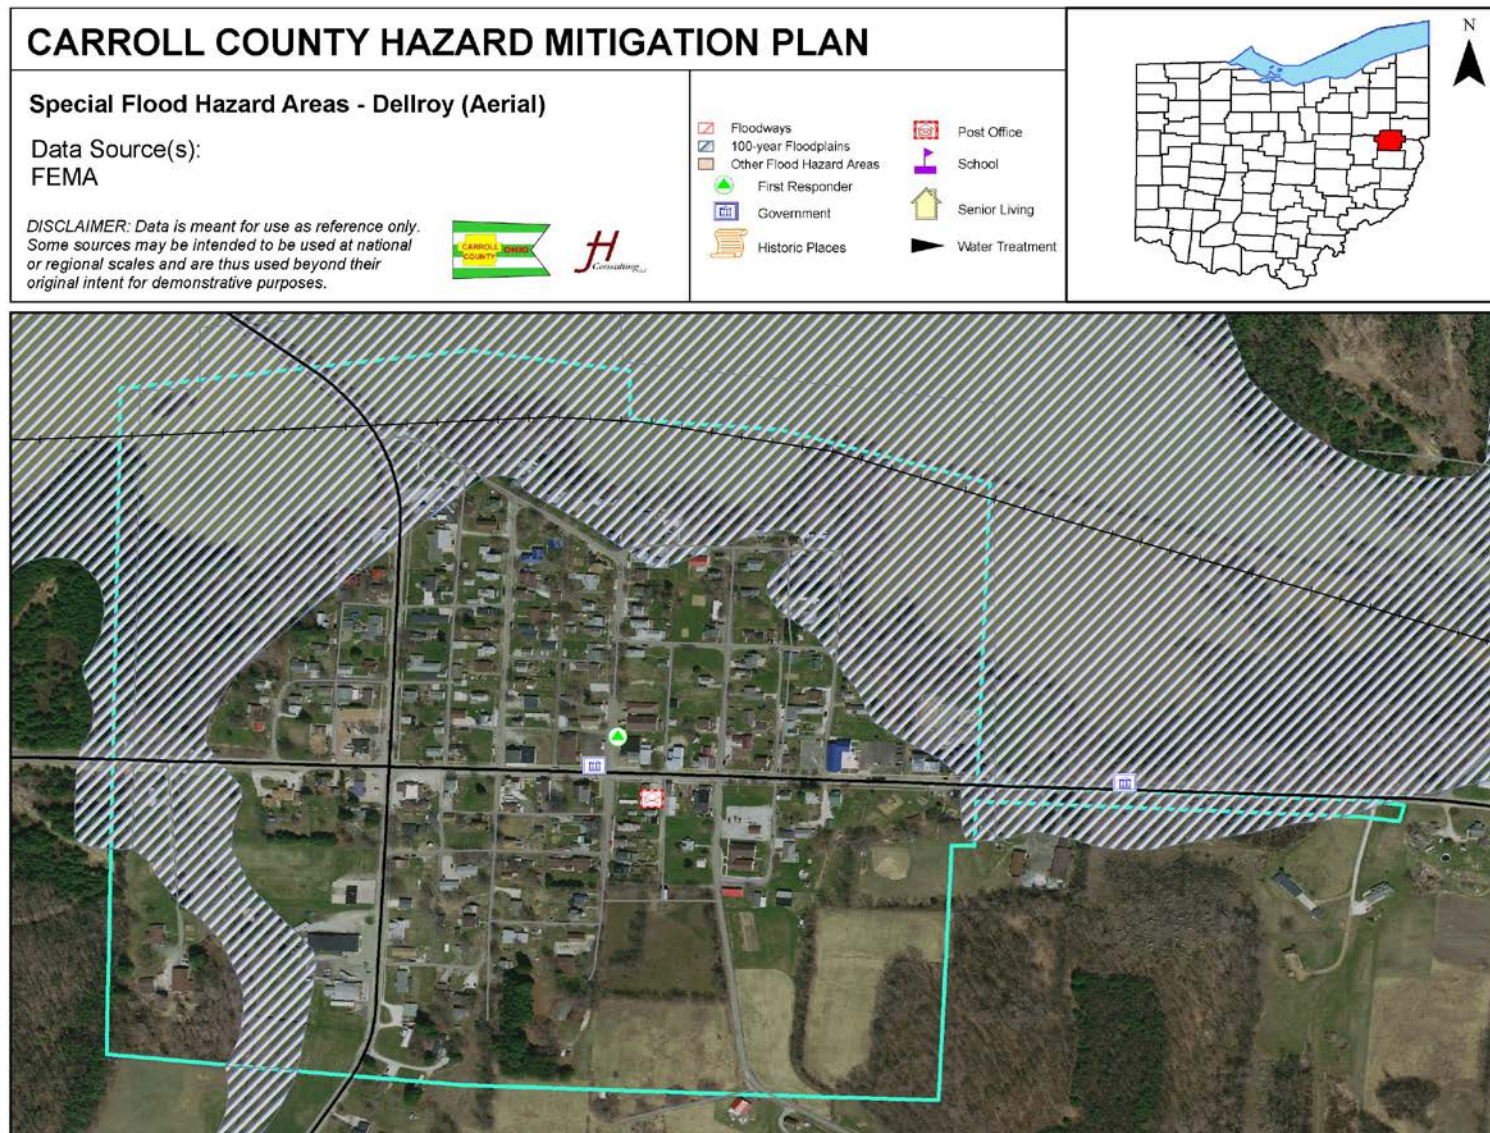 CARROLL COUNTY HAZARD MITIGATION PLAN
Special Flood Hazard Areas - Dellroy (Aerial)
Data Source(s):
FEMA
DISCLAIMER: Data is meant for use as reference only.
Some sources may be intended to be used at national
or regional scales and are thus used beyond their
original intent for demonstrative purposes.
CARROLL
COUNTY
OHIO
JH
Consulting
Floodways
100-year Floodplains
Other Flood Hazard Areas
First Responder
Government
Historic Places
Post Office
School
Senior Living
Water Treatment
N